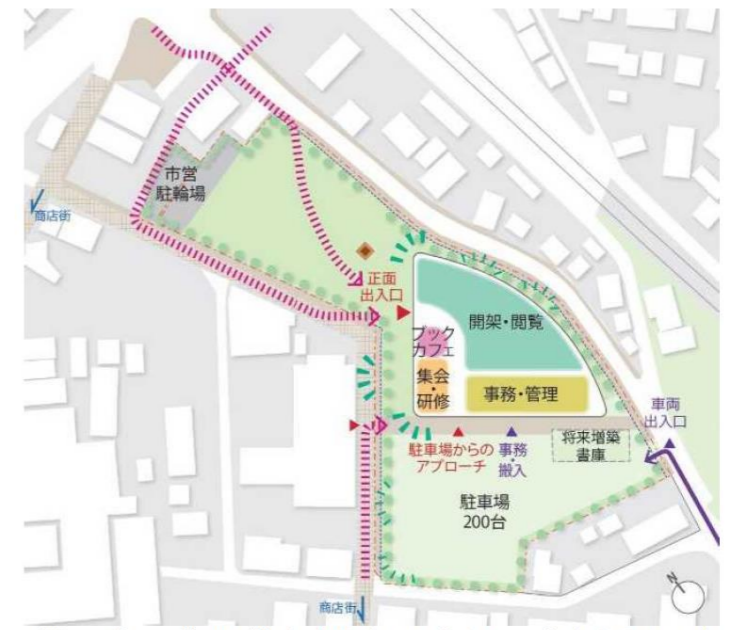 市営
駐輪場
商店街
正面
出入口
開架・閲覧
ブック
カフェ
集会
・
研修
事務・管理
車両
出入口
駐車場からの
アプローチ
事務
・
搬入
将来増築
書庫
駐車場
200台
商店街
N